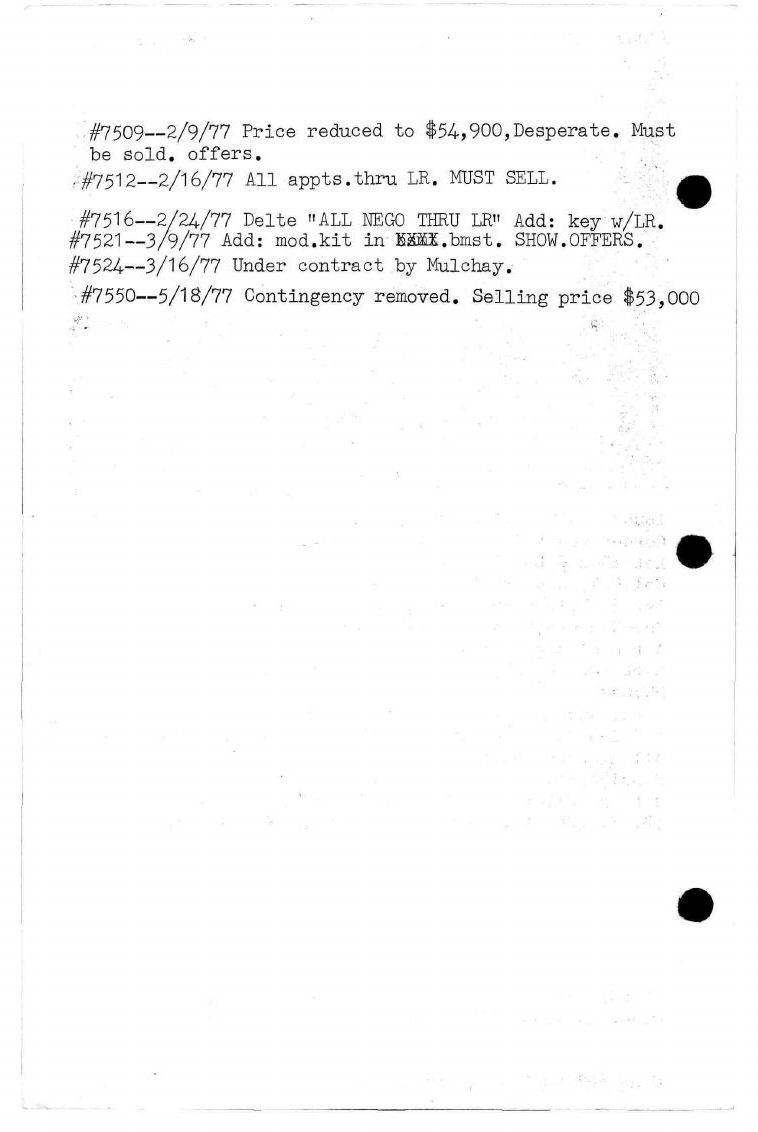 #7509--2/9/77 Price reduced to $54,900,Desperate. Must
be sold. offers.
#7512--2/16/77 All appts.thru LR. MUST SELL.
#7516--2/24/77 Delte "ALL NEGO THRU LR" Add: key w/LR.
#7521--3/9/77 Add: mod.kit in .bmst. SHOW.OFFERS.
#7524--3/16/77 Under contract by Mulchay.
#7550--5/18/77 Contingency removed. Selling price $53,000